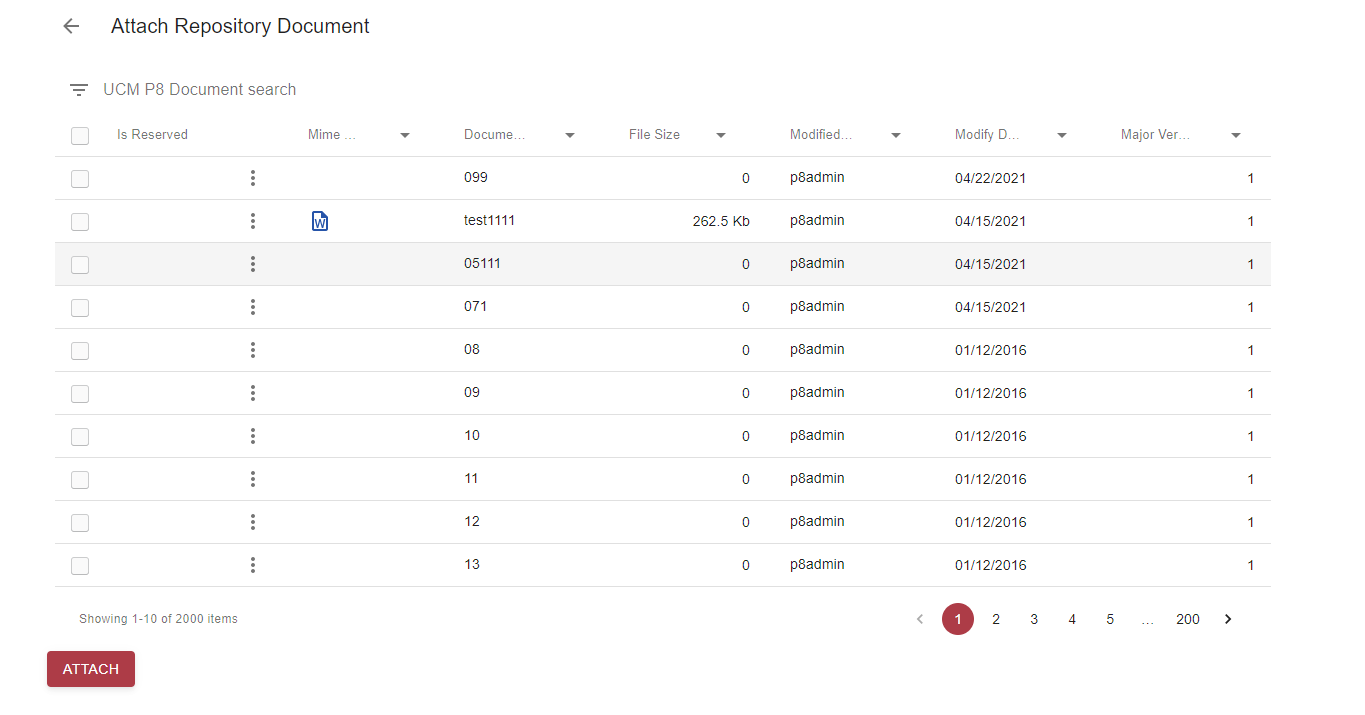 Attach Repository Document
UCM P8 Document search
Is Reserved Mime ... Docume... File Size Modified... Modify D... Major Ver...
099 0 p8admin 04/22/2021 1
W test1111 262.5 Kb p8admin 04/15/2021 1
05111 0 p8admin 04/15/2021 1
071 0 p8admin 04/15/2021 1
08 0 p8admin 01/12/2016 1
09 0 p8admin 01/12/2016 1
10 0 p8admin 01/12/2016 1
11 0 p8admin 01/12/2016 1
12 0 p8admin 01/12/2016 1
13 0 p8admin 01/12/2016 1
Showing 1-10 of 2000 items 1 2 3 4 5 ... 200
ATTACH